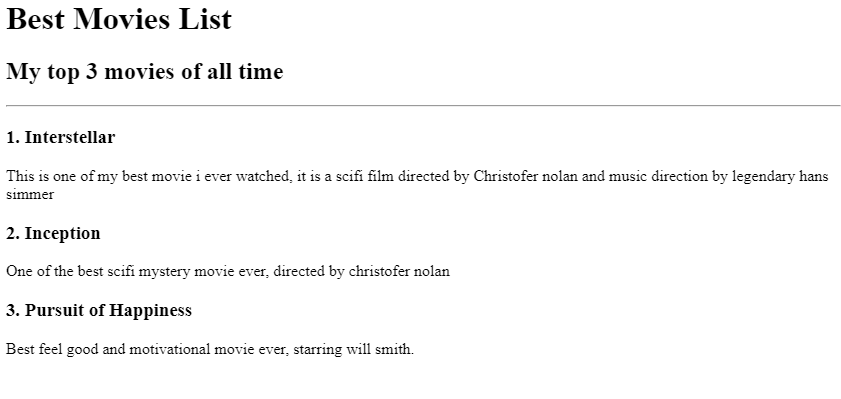 Best Movies List
My top 3 movies of all time
1. Interstellar
This is one of my best movie i ever watched, it is a scifi film directed by Christofer nolan and music direction by legendary hans
simmer
2. Inception
One of the best scifi mystery movie ever, directed by christofer nolan
3. Pursuit of Happiness
Best feel good and motivational movie ever, starring will smith.